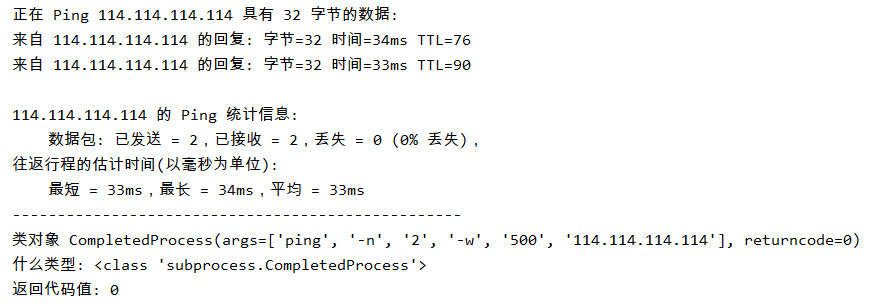 正在 Ping 114.114.114.114 具有 32 字节的数据:
来自 114.114.114.114 的回复: 字节=32 时间=34ms TTL=76
来自 114.114.114.114 的回复: 字节=32 时间=33ms TTL=90
114.114.114.114 的 Ping 统计信息:
数据包: 已发送 = 2，已接收 = 2，丢失 = 0 (0% 丢失)，
往返行程的估计时间(以毫秒为单位):
最短 = 33ms，最长 = 34ms，平均 = 33ms
--------------------------------------------------
类对象 CompletedProcess(args=['ping', '-n', '2', '-w', '500', '114.114.114.114'], returncode=0)
什么类型: <class 'subprocess.CompletedProcess'>
返回代码值: 0